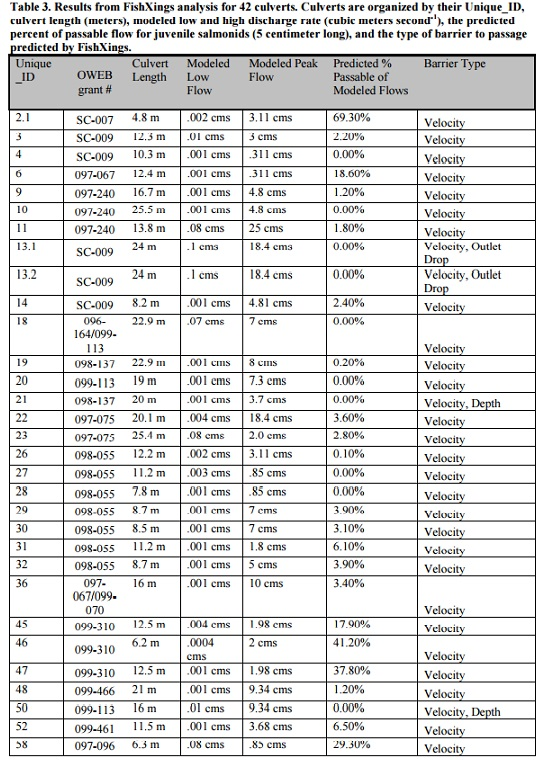 Table 3. Results from FishXings analysis for 42 culverts. Culverts are organized by their Unique_ID,
culvert length (meters), modeled low and high discharge rate (cubic meters second⁻¹), the predicted
percent of passable flow for juvenile salmonids (5 centimeter long), and the type of barrier to passage
predicted by FishXings.
Unique _ID OWEB grant # Culvert Length Modeled Low Flow Modeled Peak Flow Predicted % Passable of Modeled Flows Barrier Type
2.1 SC-007 4.8 m .002 cms 3.11 cms 69.30% Velocity
3 SC-009 12.3 m .01 cms 3 cms 2.20% Velocity
4 SC-009 10.3 m .001 cms .311 cms 0.00% Velocity
6 097-067 12.4 m .001 cms .311 cms 18.60% Velocity
9 097-240 16.7 m .001 cms 4.8 cms 1.20% Velocity
10 097-240 25.5 m .001 cms 4.8 cms 0.00% Velocity
11 097-240 13.8 m .08 cms 25 cms 1.80% Velocity
13.1 SC-009 24 m .1 cms 18.4 cms 0.00% Velocity, Outlet Drop
13.2 SC-009 24 m .1 cms 18.4 cms 0.00% Velocity, Outlet Drop
14 SC-009 8.2 m .001 cms 4.81 cms 2.40% Velocity
18 096-164/099-113 22.9 m .07 cms 7 cms 0.00% Velocity
19 098-137 22.9 m .001 cms 8 cms 0.20% Velocity
20 099-113 19 m .001 cms 7.3 cms 0.00% Velocity
21 098-137 20 m .001 cms 3.7 cms 0.00% Velocity, Depth
22 097-075 20.1 m .004 cms 18.4 cms 3.60% Velocity
23 097-075 25.4 m .08 cms 2.0 cms 2.80% Velocity
26 098-055 12.2 m .002 cms 3.11 cms 0.10% Velocity
27 098-055 11.2 m .003 cms .85 cms 0.00% Velocity
28 098-055 7.8 m .001 cms .85 cms 0.00% Velocity
29 098-055 8.7 m .001 cms 7 cms 3.90% Velocity
30 098-055 8.5 m .001 cms 7 cms 3.10% Velocity
31 098-055 11.2 m .001 cms 1.8 cms 6.10% Velocity
32 098-055 8.7 m .001 cms 5 cms 3.90% Velocity
36 097-067/099-070 16 m .001 cms 10 cms 3.40% Velocity
45 099-310 12.5 m .004 cms 1.98 cms 17.90% Velocity
46 099-310 6.2 m .0004 cms 2 cms 41.20% Velocity
47 099-310 12.5 m .001 cms 1.98 cms 37.80% Velocity
48 099-466 21 m .001 cms 9.34 cms 1.20% Velocity
50 099-113 16 m .01 cms 9.34 cms 0.00% Velocity, Depth
52 099-461 11.5 m .001 cms 3.68 cms 6.50% Velocity
58 097-096 6.3 m .08 cms .85 cms 29.30% Velocity